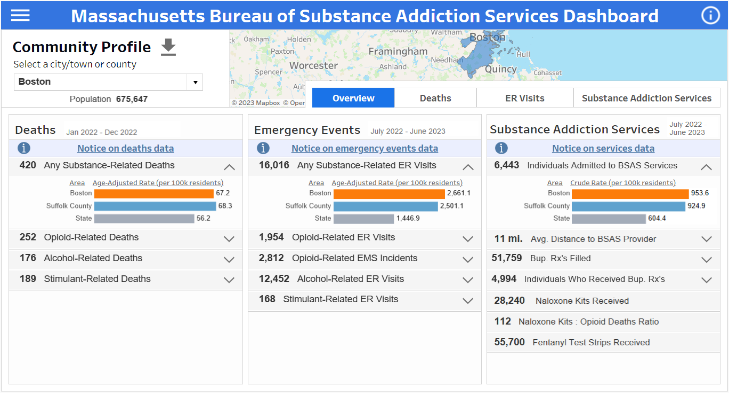 Massachusetts Bureau of Substance Addiction Services Dashboard
Community Profile
Select a city/town or county
Boston
Population 675,647
Oakham
Holden
Paxton
Spencer
Worcester
Framingham
Ashland
Waltham
Needham
Boston
Quincy
Hull
Cohasset
© 2023 Mapbox © Oper
Overview
Deaths
ER Visits
Substance Addiction Services
Deaths Jan 2022 - Dec 2022
Notice on deaths data
420 Any Substance-Related Deaths
Area Age-Adjusted Rate (per 100k residents)
Boston 67.2
Suffolk County 68.3
State 56.2
252 Opioid-Related Deaths
176 Alcohol-Related Deaths
189 Stimulant-Related Deaths
Emergency Events July 2022 - June 2023
Notice on emergency events data
16,016 Any Substance-Related ER Visits
Area Age-Adjusted Rate (per 100k residents)
Boston 2,661.1
Suffolk County 2,501.1
State 1,446.9
1,954 Opioid-Related ER Visits
2,812 Opioid-Related EMS Incidents
12,452 Alcohol-Related ER Visits
168 Stimulant-Related ER Visits
Substance Addiction Services July 2022
June 2023
Notice on services data
6,443 Individuals Admitted to BSAS Services
Area Crude Rate (per 100k residents)
Boston 953.6
Suffolk County 924.9
State 604.4
11 mi. Avg. Distance to BSAS Provider
51,759 Bup. Rx's Filled
4,994 Individuals Who Received Bup. Rx's
28,240 Naloxone Kits Received
112 Naloxone Kits : Opioid Deaths Ratio
55,700 Fentanyl Test Strips Received